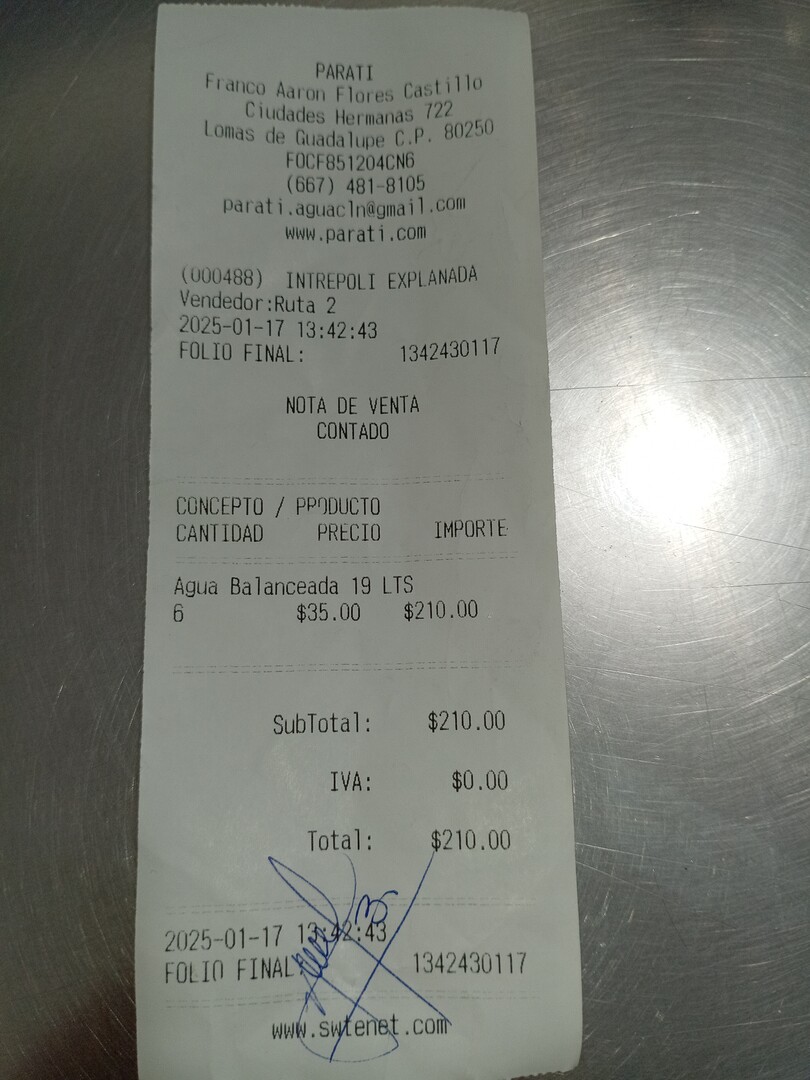 PARATI
Franco Aaron Flores Castillo
Ciudades Hermanas 722
Lomas de Guadalupe C.P. 80250
FOCF851204CN6
(667) 481-8105
parati.aguacln@gmail.com
www.parati.com
(000488) INTREPOLI EXPLANADA
Vendedor:Ruta 2
2025-01-17 13:42:43
FOLIO FINAL: 1342430117
NOTA DE VENTA
CONTADO
CONCEPTO / PRODUCTO
CANTIDAD PRECIO IMPORTE
Agua Balanceada 19 LTS
6 $35.00 $210.00
SubTotal: $210.00
IVA: $0.00
Total: $210.00
2025-01-17 13:42:43
FOLIO FINAL 1342430117
www.swtenet.com